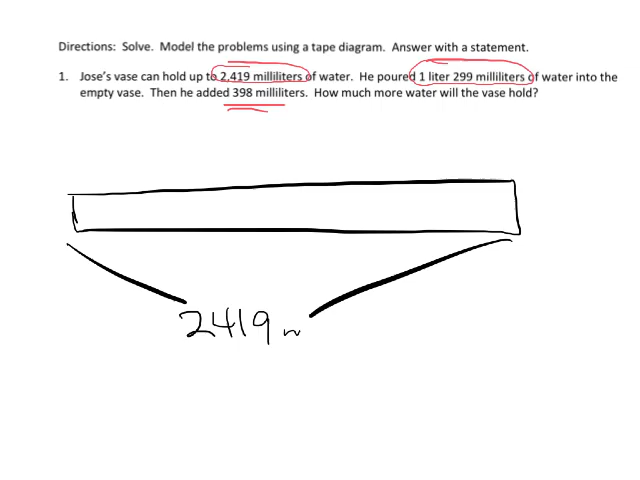 Directions: Solve. Model the problems using a tape diagram. Answer with a statement.
1. Jose's vase can hold up to 2,419 milliliters of water. He poured 1 liter 299 milliliters of water into the
empty vase. Then he added 398 milliliters. How much more water will the vase hold?
2419